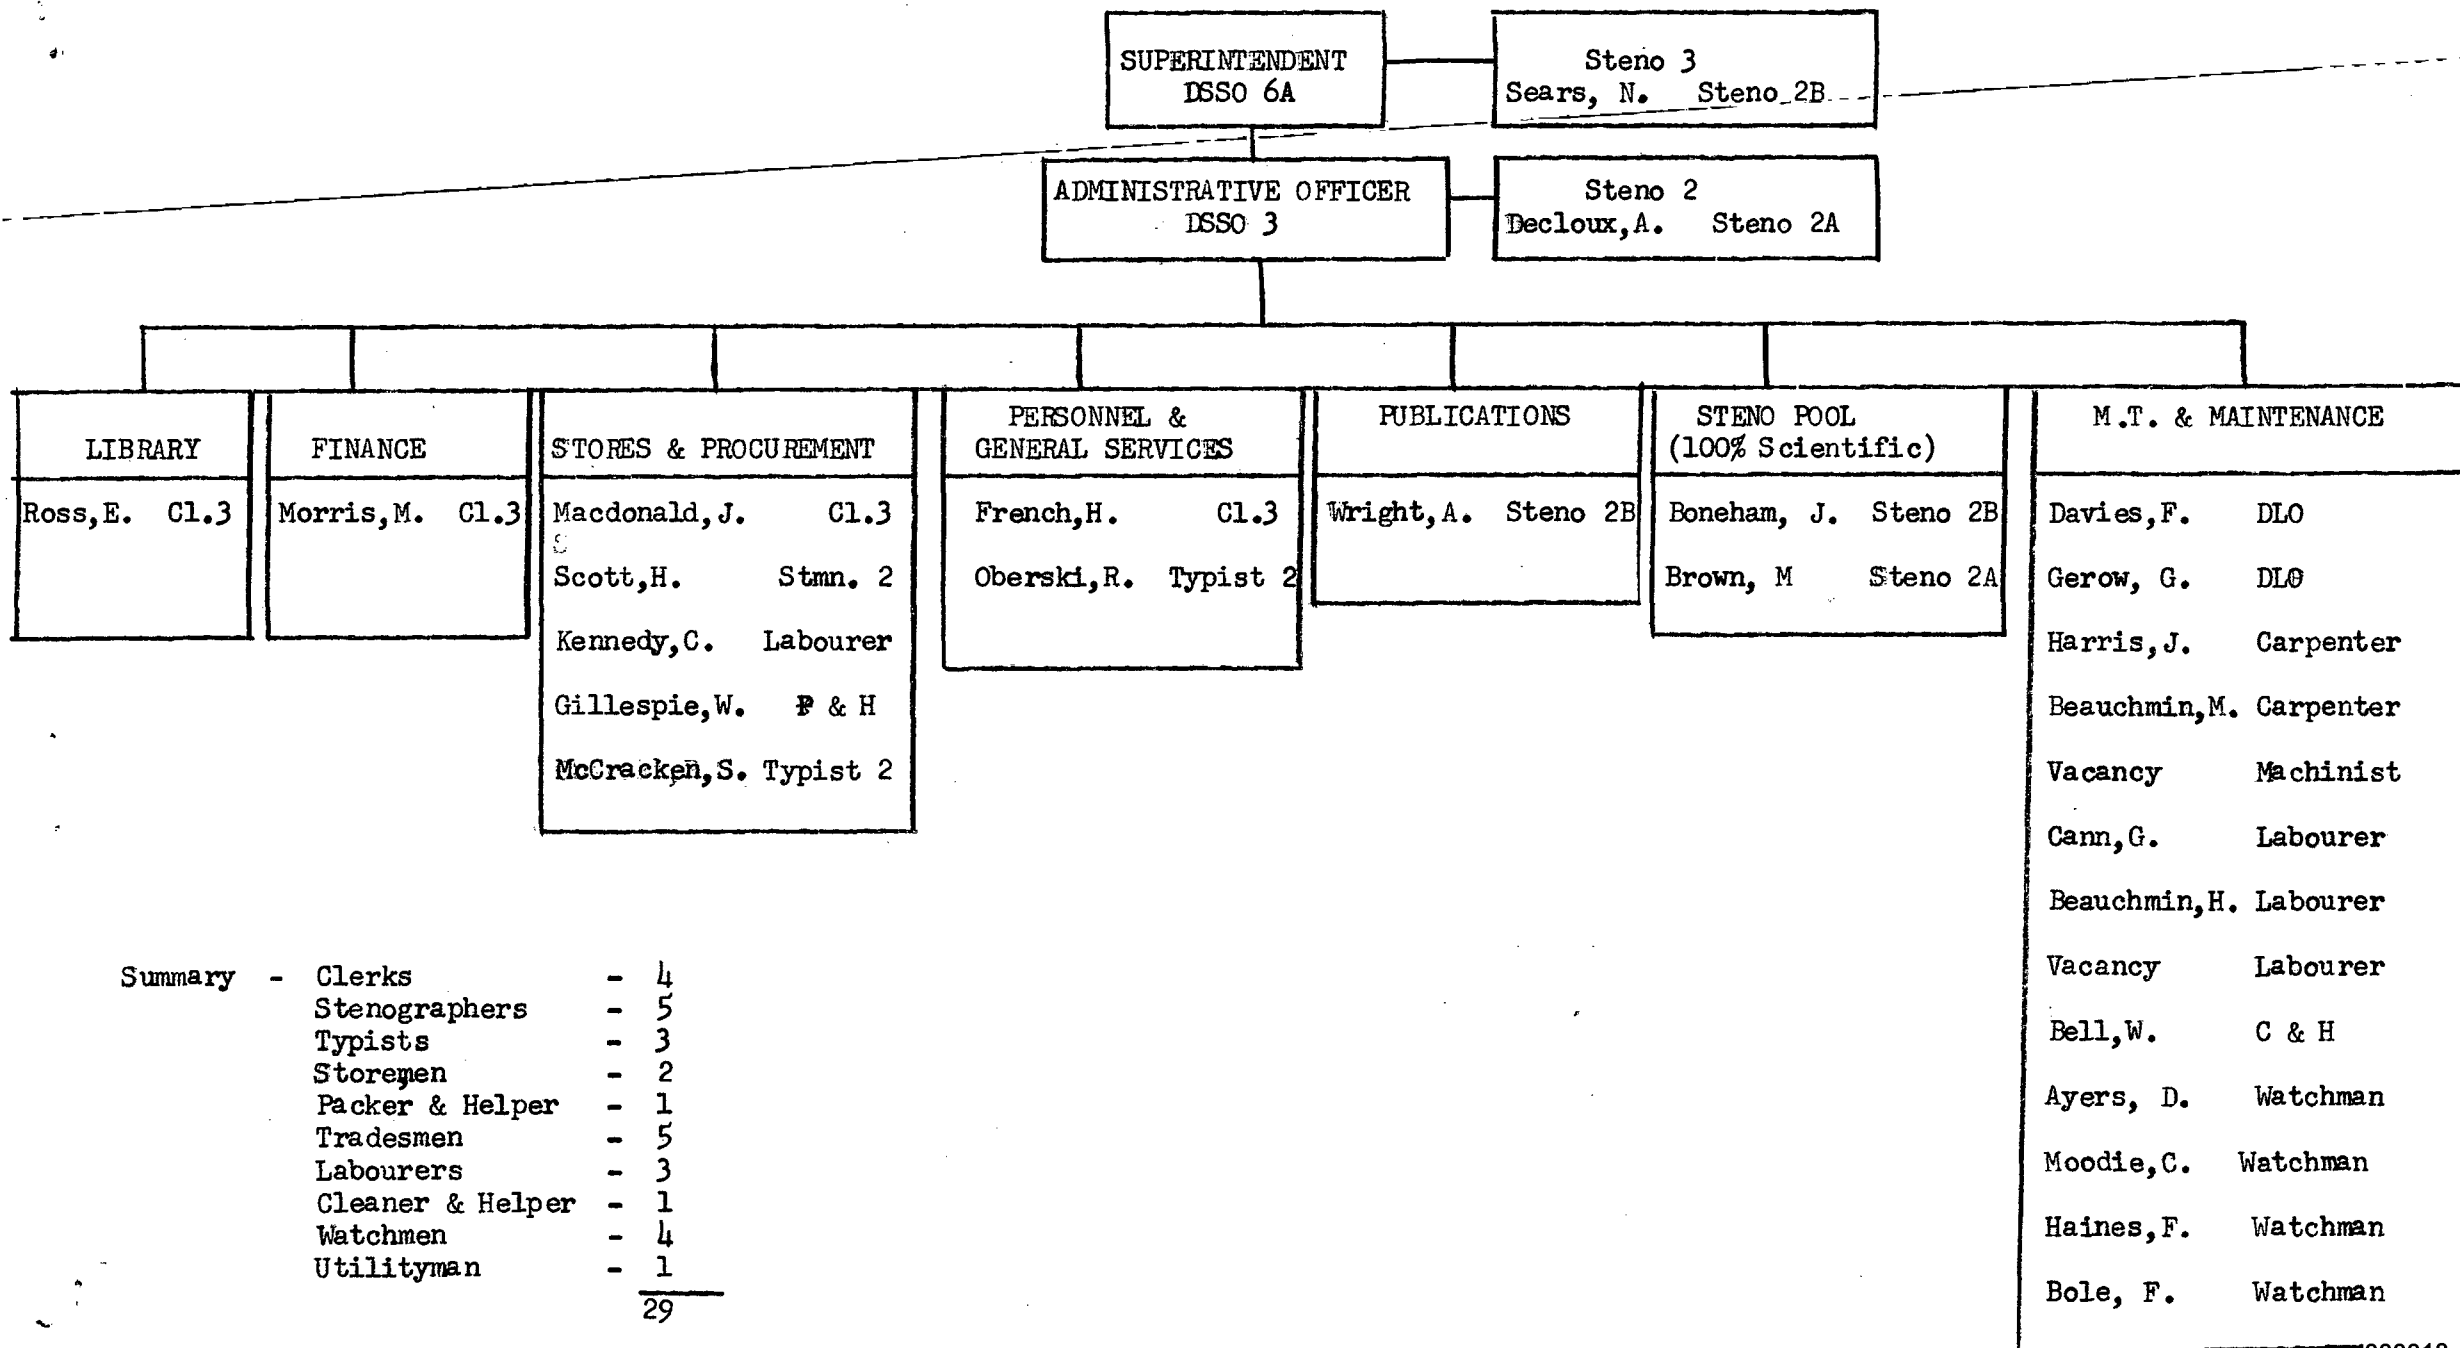 SUPERINTENDENT
DSSO 6A
Steno 3
Sears, N. Steno 2B
ADMINISTRATIVE OFFICER
DSSO 3
Steno 2
Decloux,A. Steno 2A
LIBRARY
Ross,E. Cl.3
FINANCE
Morris,M. Cl.3
STORES & PROCUREMENT
Macdonald,J. Cl.3
Scott,H. Stmn. 2
Kennedy,C. Labourer
Gillespie,W. P & H
McCracken,S. Typist 2
PERSONNEL &
GENERAL SERVICES
French,H. Cl.3
Oberski,R. Typist 2
PUBLICATIONS
Wright,A. Steno 2B
STENO POOL
(100% Scientific)
Boneham, J. Steno 2B
Brown, M Steno 2A
M.T. & MAINTENANCE
Davies,F. DLO
Gerow, G. DLO
Harris,J. Carpenter
Beauchmin,M. Carpenter
Vacancy Machinist
Cann,G. Labourer
Beauchmin,H. Labourer
Vacancy Labourer
Bell,W. C & H
Ayers, D. Watchman
Moodie,C. Watchman
Haines,F. Watchman
Bole, F. Watchman
Summary - Clerks - 4
Stenographers - 5
Typists - 3
Storemen - 2
Packer & Helper - 1
Tradesmen - 5
Labourers - 3
Cleaner & Helper - 1
Watchmen - 4
Utilityman - 1
29